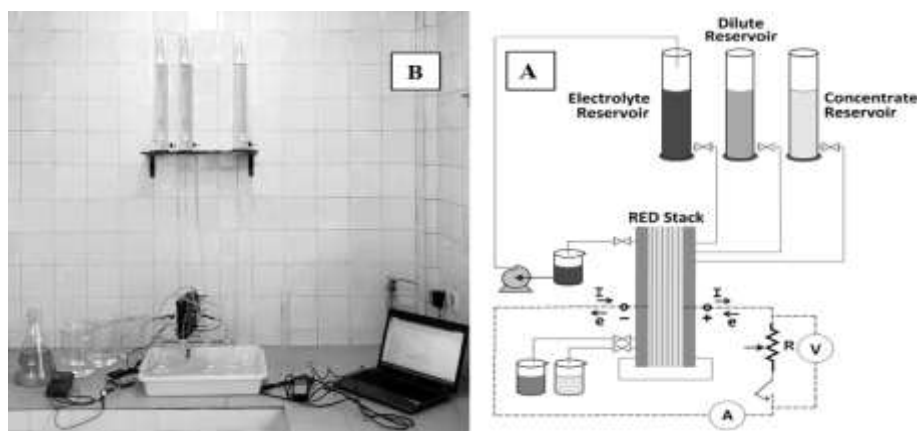 B
A
Dilute
Reservoir
Electrolyte
Reservoir
Concentrate
Reservoir
RED Stack
I
e
−
I
e
+
R
V
A